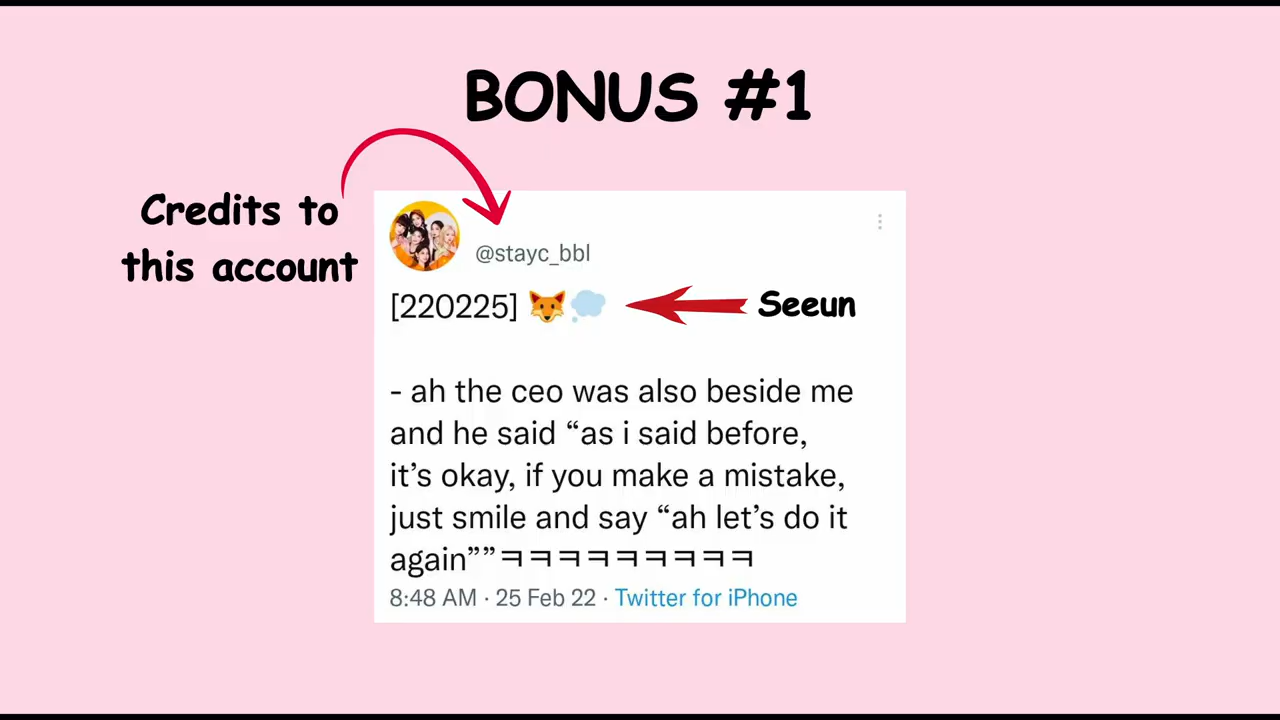 BONUS #1
Credits to
this account
@stayc_bbl
[220225] 🦊💭
Seeun
- ah the ceo was also beside me
and he said “as i said before,
it’s okay, if you make a mistake,
just smile and say “ah let’s do it
again””ㅋㅋㅋㅋㅋㅋㅋㅋㅋ
8:48 AM · 25 Feb 22 · Twitter for iPhone